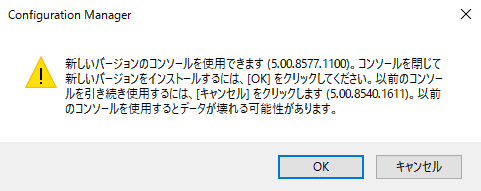 Configuration Manager
新しいバージョンのコンソールを使用できます (5.00.8577.1100)。コンソールを閉じて
新しいバージョンをインストールするには、[OK] をクリックしてください。以前のコンソー
ルを引き続き使用するには、[キャンセル] をクリックします (5.00.8540.1611)。以前
のコンソールを使用するとデータが壊れる可能性があります。
OK
キャンセル